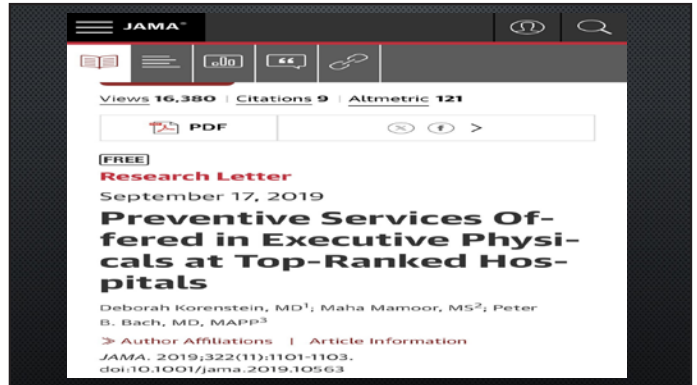 JAMA®
Views 16,380 | Citations 9 | Altmetric 121
PDF
FREE
Research Letter
September 17, 2019
Preventive Services Of-
fered in Executive Physi-
cals at Top-Ranked Hos-
pitals
Deborah Korenstein, MD1; Maha Mamoor, MS2; Peter
B. Bach, MD, MAPP3
Author Affiliations | Article Information
JAMA. 2019;322(11):1101-1103.
doi:10.1001/jama.2019.10563